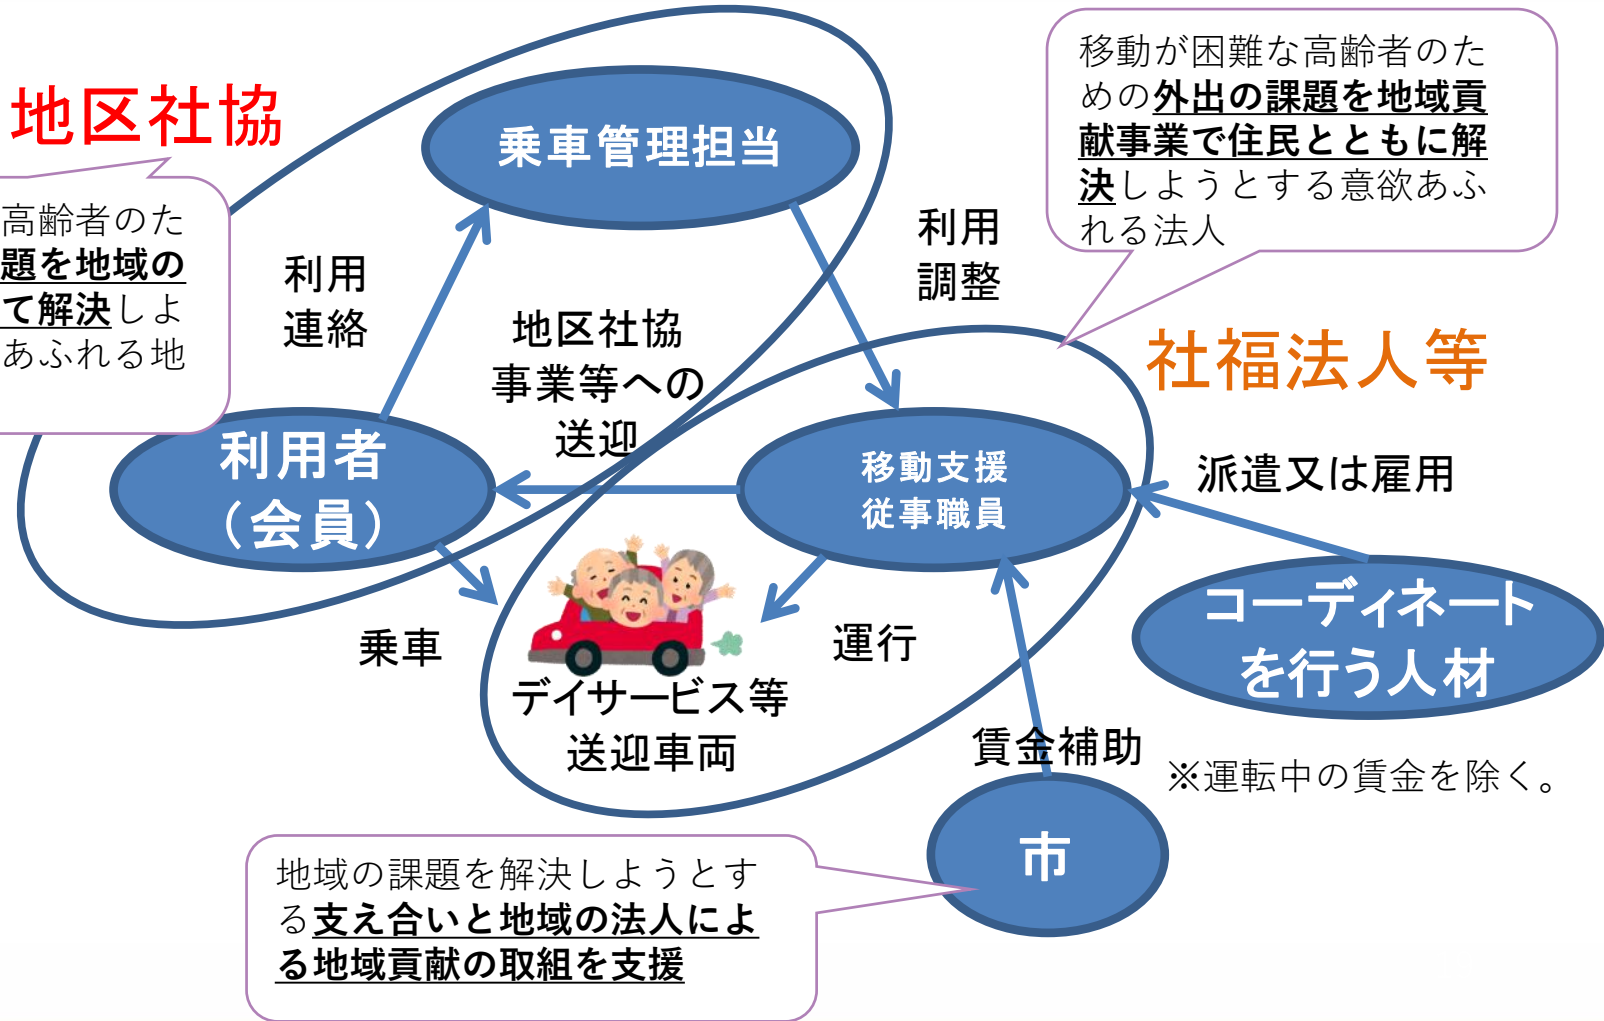 地区社協
高齢者のた
題を地域の
て解決しよ
あふれる地
乗車管理担当
移動が困難な高齢者のた
めの外出の課題を地域貢
献事業で住民とともに解
決しようとする意欲あふ
れる法人
利用
連絡
利用
調整
地区社協
事業等への
送迎
社福法人等
利用者
（会員）
移動支援
従事職員
派遣又は雇用
コーディネート
を行う人材
乗車
運行
デイサービス等
送迎車両
賃金補助
※運転中の賃金を除く。
市
地域の課題を解決しようとす
る支え合いと地域の法人によ
る地域貢献の取組を支援